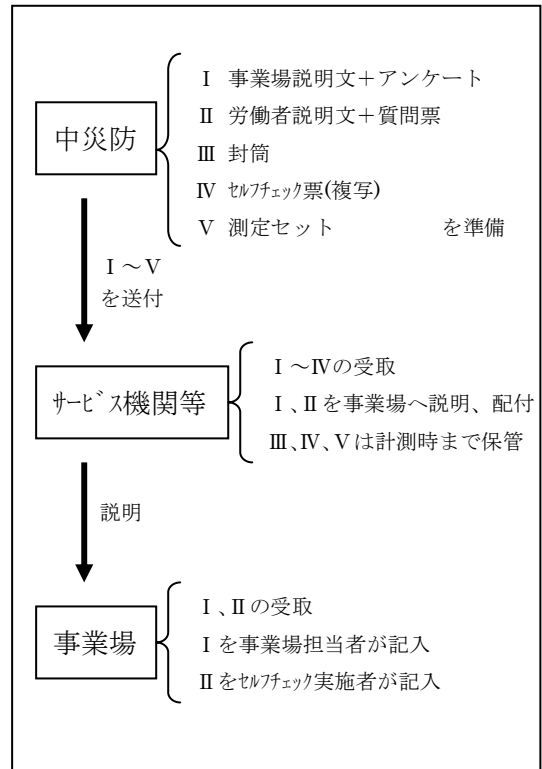 中災防
Ⅰ 事業場説明文＋アンケート
Ⅱ 労働者説明文＋質問票
Ⅲ 封筒
Ⅳ ｾﾙﾌﾁｪｯｸ票(複写)
Ⅴ 測定セット を準備
Ⅰ～Ⅴ
を送付
ｻｰﾋﾞｽ機関等
Ⅰ～Ⅳの受取
Ⅰ、Ⅱを事業場へ説明、配付
Ⅲ、Ⅳ、Ⅴは計測時まで保管
説明
事業場
Ⅰ、Ⅱの受取
Ⅰを事業場担当者が記入
Ⅱをｾﾙﾌﾁｪｯｸ実施者が記入